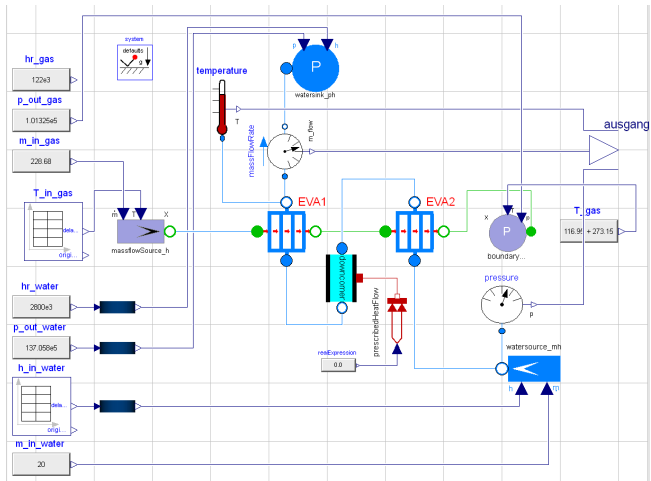 system
defaults
g
hr_gas
122e3
p_out_gas
1.01325e5
m_in_gas
228.68
T_in_gas
dela...
origi...
hr_water
2800e3
p_out_water
137.058e5
h_in_water
dela...
origi...
m_in_water
20
temperature
T
p
h
P
watersink_ph
massFlowRate
m_flow
ausgang
m
T
X
massflowSource_h
EVA1
EVA2
downcomer
prescribedHeatFlow
realExpression
0.0
X
P
boundary...
T_gas
116.95 + 273.15
pressure
p
watersource_mh
h
m